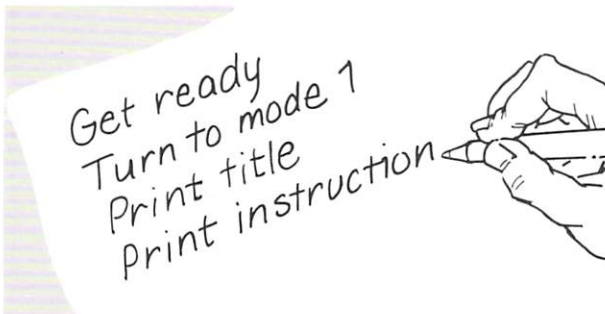 Get ready
Turn to mode 1
Print title
Print instruction